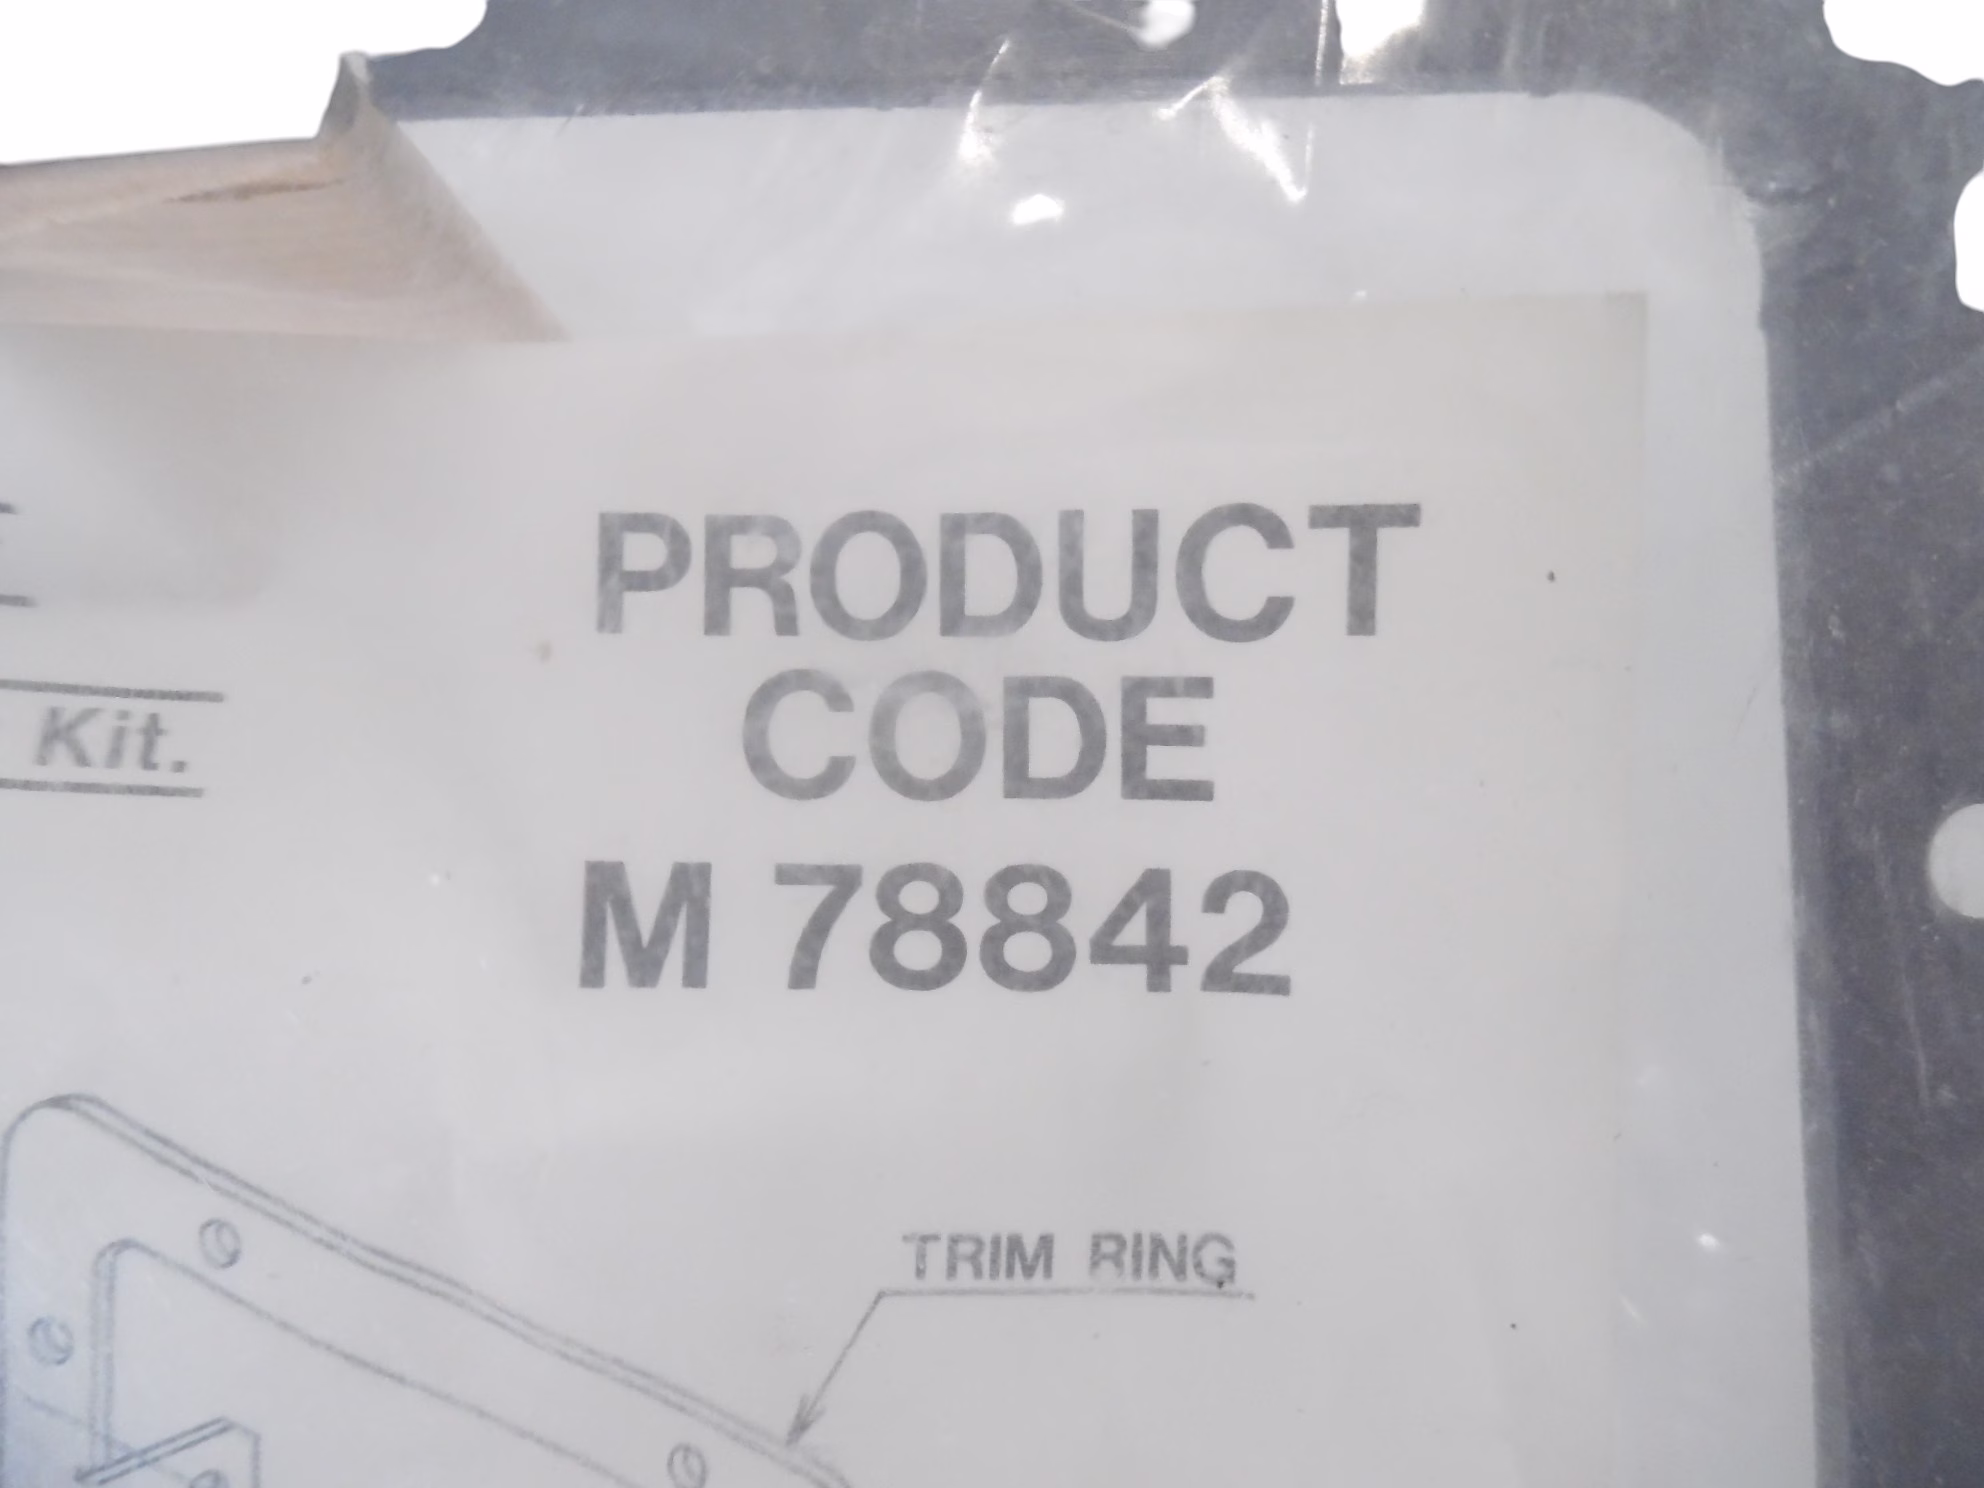 PRODUCT
CODE
Kit.
M 78842
TRIM RING